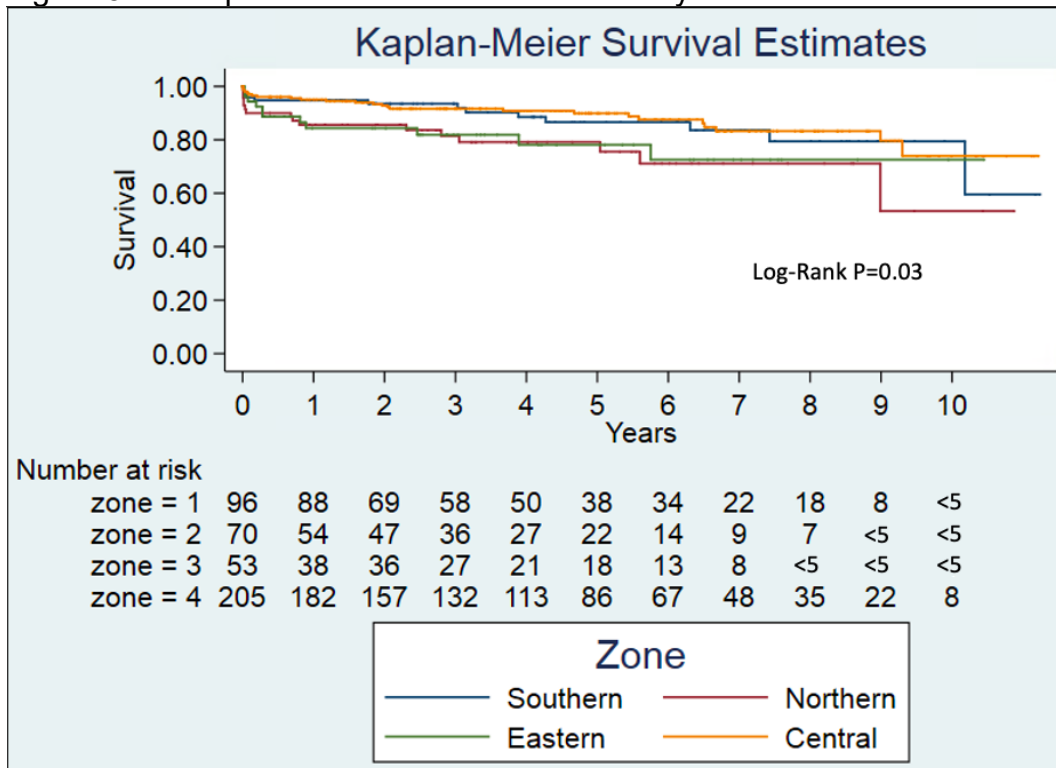 Kaplan-Meier Survival Estimates
1.00
0.80
0.60
0.40
0.20
0.00
Survival
Log-Rank P=0.03
0 1 2 3 4 5 6 7 8 9 10
Years
Number at risk
zone = 1 96 88 69 58 50 38 34 22 18 8 <5
zone = 2 70 54 47 36 27 22 14 9 7 <5 <5
zone = 3 53 38 36 27 21 18 13 8 <5 <5 <5
zone = 4 205 182 157 132 113 86 67 48 35 22 8
Zone
Southern Northern
Eastern Central